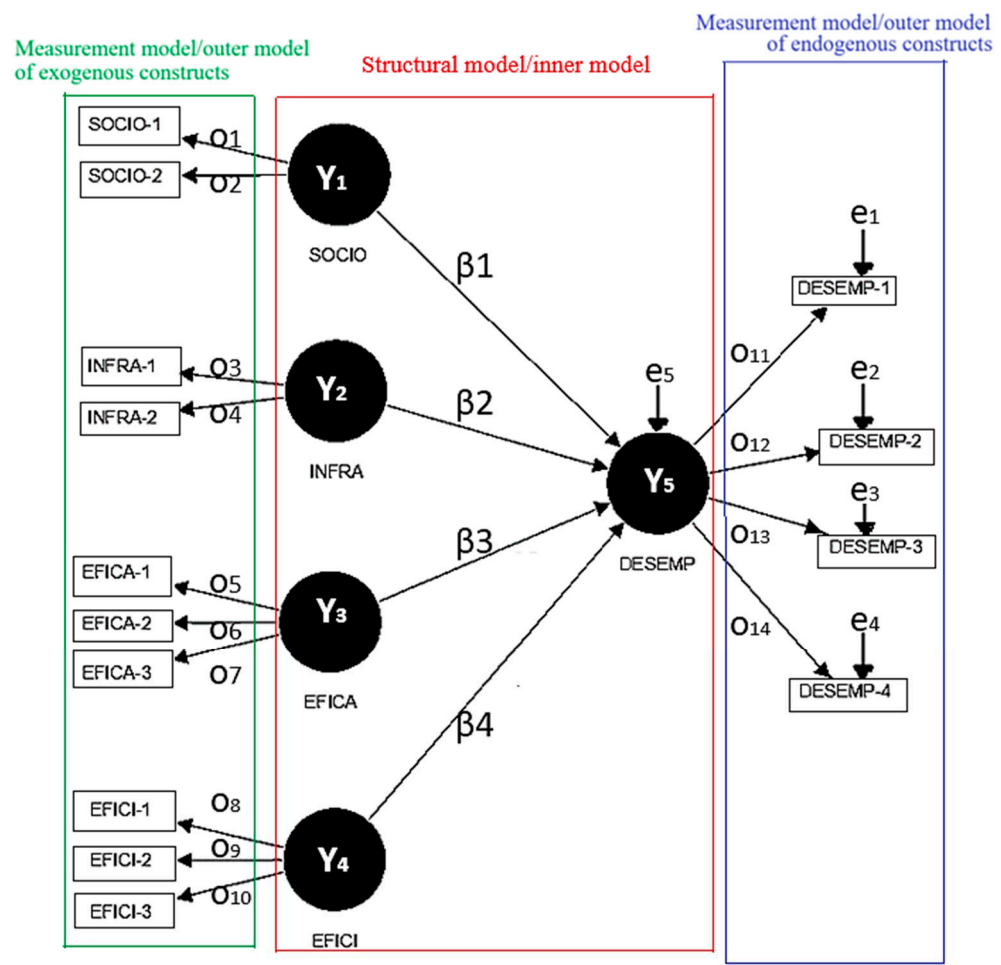 Measurement model/outer model
of exogenous constructs
Structural model/inner model
Measurement model/outer model
of endogenous constructs
SOCIO-1
O1
SOCIO-2
O2
Y1
SOCIO
β1
INFRA-1
O3
INFRA-2
O4
Y2
INFRA
β2
EFICA-1
O5
EFICA-2
O6
EFICA-3
O7
Y3
EFICA
β3
EFICI-1
O8
EFICI-2
O9
EFICI-3
O10
Y4
EFICI
β4
e5
Y5
DESEMP
e1
DESEMP-1
O11
e2
DESEMP-2
O12
e3
DESEMP-3
O13
e4
DESEMP-4
O14